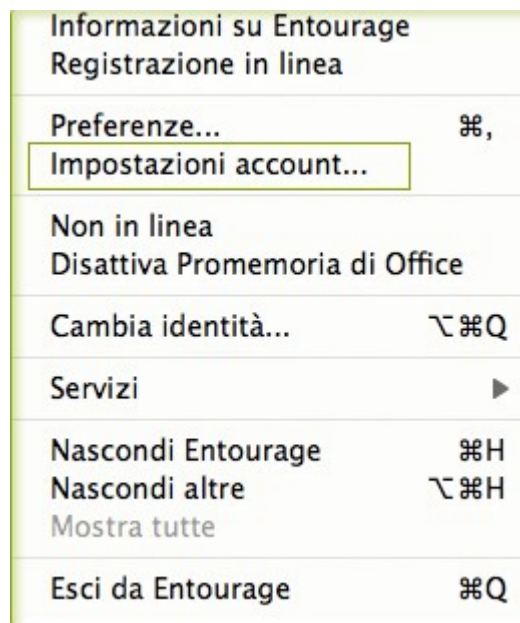 Informazioni su Entourage
Registrazione in linea
Preferenze... ⌘,
Impostazioni account...
Non in linea
Disattiva Promemoria di Office
Cambia identità... ⌥⌘Q
Servizi ▶
Nascondi Entourage ⌘H
Nascondi altre ⌥⌘H
Mostra tutte
Esci da Entourage ⌘Q